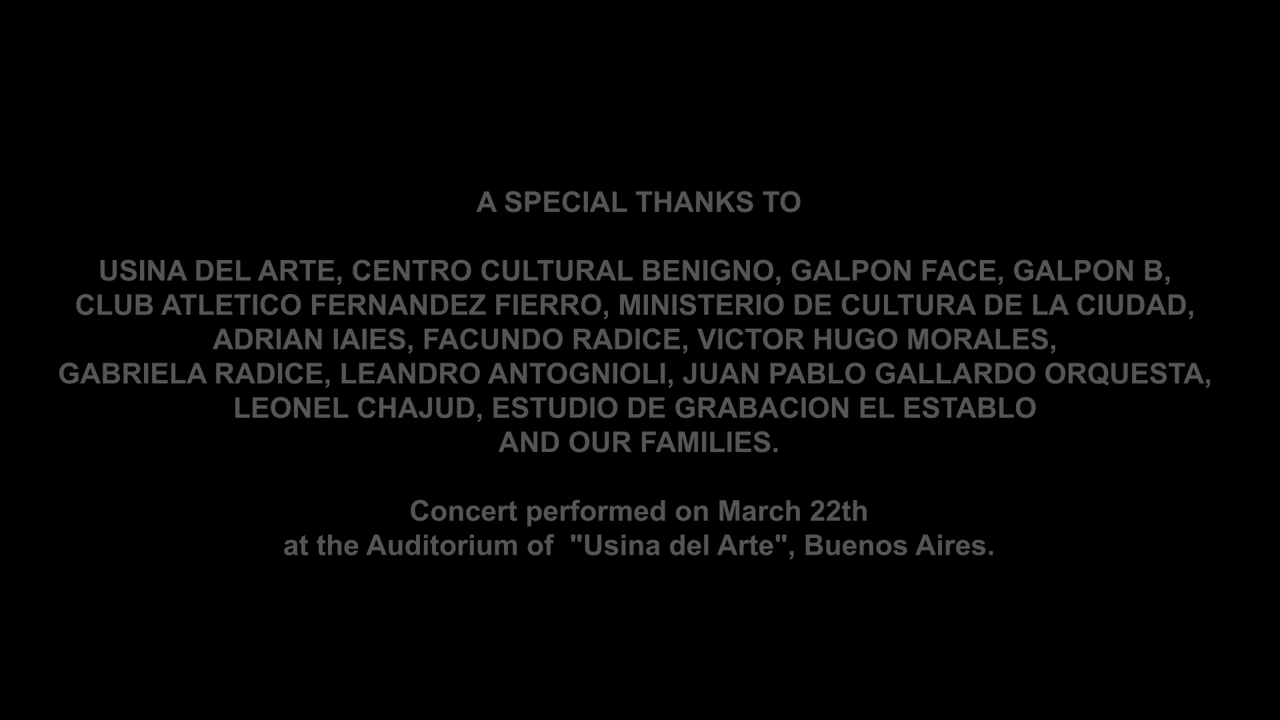 A SPECIAL THANKS TO
USINA DEL ARTE, CENTRO CULTURAL BENIGNO, GALPON FACE, GALPON B,
CLUB ATLETICO FERNANDEZ FIERRO, MINISTERIO DE CULTURA DE LA CIUDAD,
ADRIAN IAIES, FACUNDO RADICE, VICTOR HUGO MORALES,
GABRIELA RADICE, LEANDRO ANTOGNIOLI, JUAN PABLO GALLARDO ORQUESTA,
LEONEL CHAJUD, ESTUDIO DE GRABACION EL ESTABLO
AND OUR FAMILIES.
Concert performed on March 22th
at the Auditorium of  "Usina del Arte", Buenos Aires.